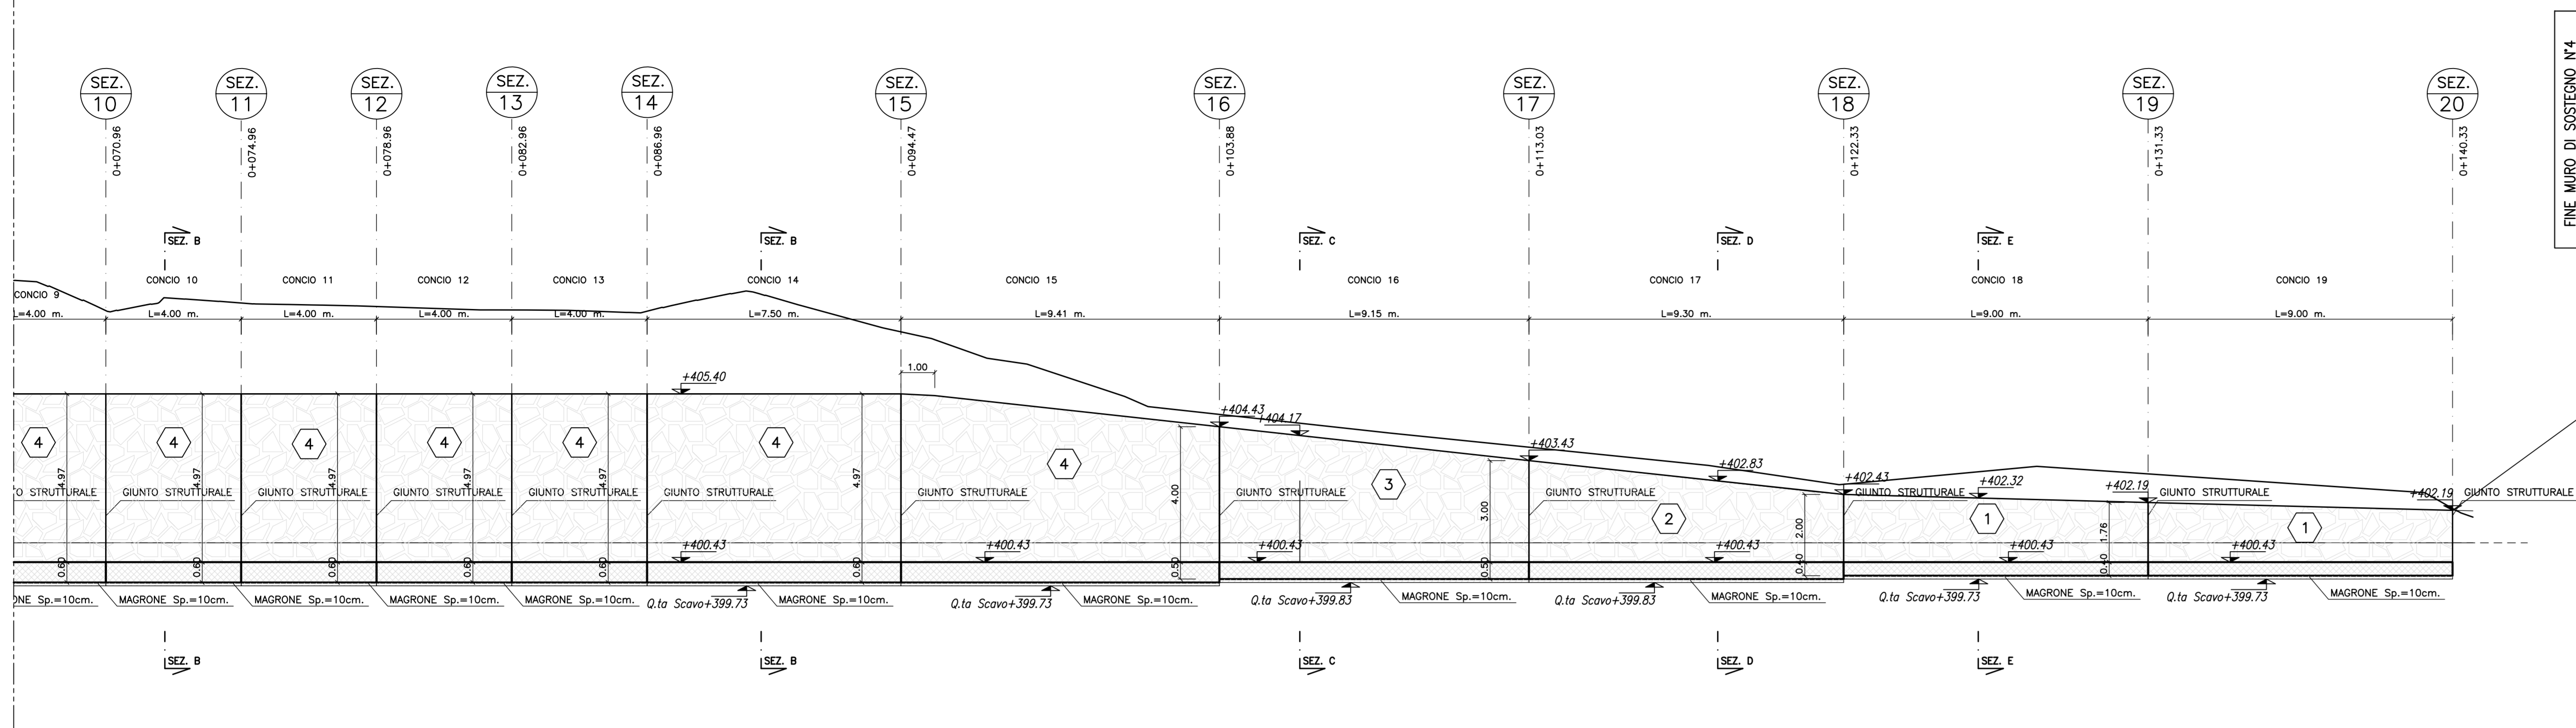 FINE MURO DI SOSTEGNO N°4
SEZ. 10
SEZ. 11
SEZ. 12
SEZ. 13
SEZ. 14
SEZ. 15
SEZ. 16
SEZ. 17
SEZ. 18
SEZ. 19
SEZ. 20
0+070.96
0+074.96
0+078.96
0+082.96
0+086.96
0+094.47
0+103.88
0+113.03
0+122.33
0+131.33
0+140.33
SEZ. B
SEZ. B
SEZ. C
SEZ. D
SEZ. E
CONCIO 9
CONCIO 10
CONCIO 11
CONCIO 12
CONCIO 13
CONCIO 14
CONCIO 15
CONCIO 16
CONCIO 17
CONCIO 18
CONCIO 19
L=4.00 m.
L=4.00 m.
L=4.00 m.
L=4.00 m.
L=4.00 m.
L=7.50 m.
L=9.41 m.
L=9.15 m.
L=9.30 m.
L=9.00 m.
L=9.00 m.
1.00
+405.40
+404.43
+404.17
+403.43
+402.83
+402.43
+402.32
+402.19
+402.19
4
4
4
4
4
4
4
3
2
1
1
4.97
4.97
4.97
4.97
4.97
4.97
4.00
3.00
2.00
1.76
O STRUTTURALE
GIUNTO STRUTTURALE
GIUNTO STRUTTURALE
GIUNTO STRUTTURALE
GIUNTO STRUTTURALE
GIUNTO STRUTTURALE
GIUNTO STRUTTURALE
GIUNTO STRUTTURALE
GIUNTO STRUTTURALE
GIUNTO STRUTTURALE
GIUNTO STRUTTURALE
GIUNTO STRUTTURALE
+400.43
+400.43
+400.43
+400.43
+400.43
+400.43
0.60
0.60
0.60
0.60
0.60
0.60
0.50
0.50
0.40
0.40
NE Sp.=10cm.
MAGRONE Sp.=10cm.
MAGRONE Sp.=10cm.
MAGRONE Sp.=10cm.
MAGRONE Sp.=10cm.
Q.ta Scavo+399.73
MAGRONE Sp.=10cm.
Q.ta Scavo+399.73
MAGRONE Sp.=10cm.
Q.ta Scavo+399.83
MAGRONE Sp.=10cm.
Q.ta Scavo+399.83
MAGRONE Sp.=10cm.
Q.ta Scavo+399.73
MAGRONE Sp.=10cm.
Q.ta Scavo+399.73
MAGRONE Sp.=10cm.
SEZ. B
SEZ. B
SEZ. C
SEZ. D
SEZ. E